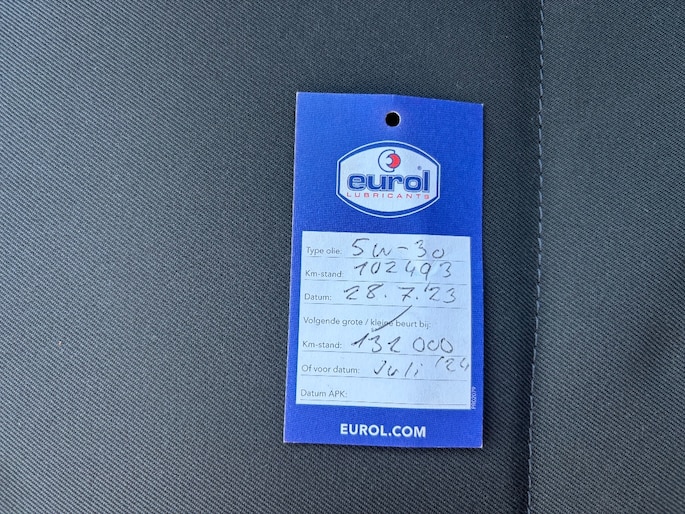 eurol
LUBRICANTS
Type olie: 5W-30
Km-stand: 102493
Datum: 28.7.'23
Volgende grote / kleine beurt bij:
Km-stand: 132 000
Of voor datum: Juli '24
Datum APK:
EUROL.COM